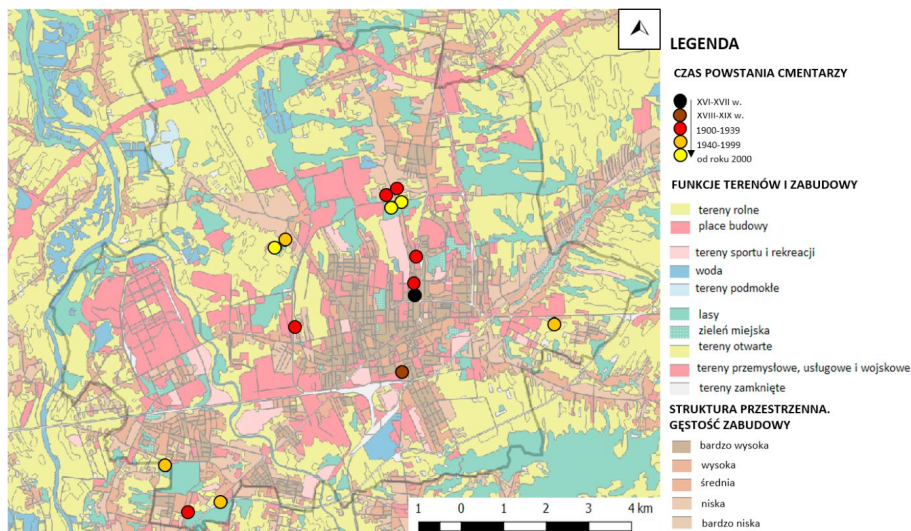 LEGENDA
CZAS POWSTANIA CMENTARZY
XVI-XVII w.
XVIII-XIX w.
1900-1939
1940-1999
od roku 2000
FUNKCJE TERENÓW I ZABUDOWY
tereny rolne
place budowy
tereny sportu i rekreacji
woda
tereny podmokłe
lasy
zieleń miejska
tereny otwarte
tereny przemysłowe, usługowe i wojskowe
tereny zamknięte
STRUKTURA PRZESTRZENNA.
GĘSTOŚĆ ZABUDOWY
bardzo wysoka
wysoka
średnia
niska
bardzo niska
1 0 1 2 3 4 km